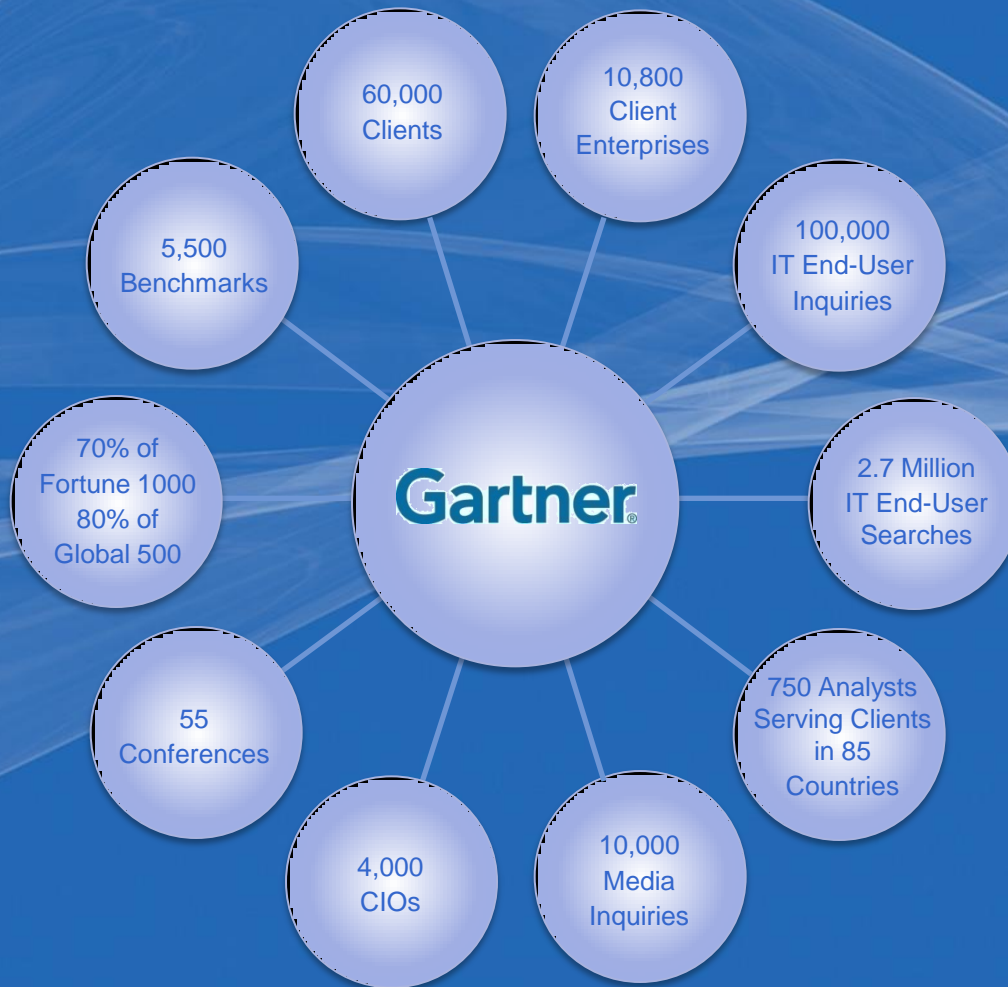 60,000
Clients
10,800
Client
Enterprises
100,000
IT End-User
Inquiries
2.7 Million
IT End-User
Searches
750 Analysts
Serving Clients
in 85
Countries
10,000
Media
Inquiries
4,000
CIOs
55
Conferences
70% of
Fortune 1000
80% of
Global 500
5,500
Benchmarks
Gartner®